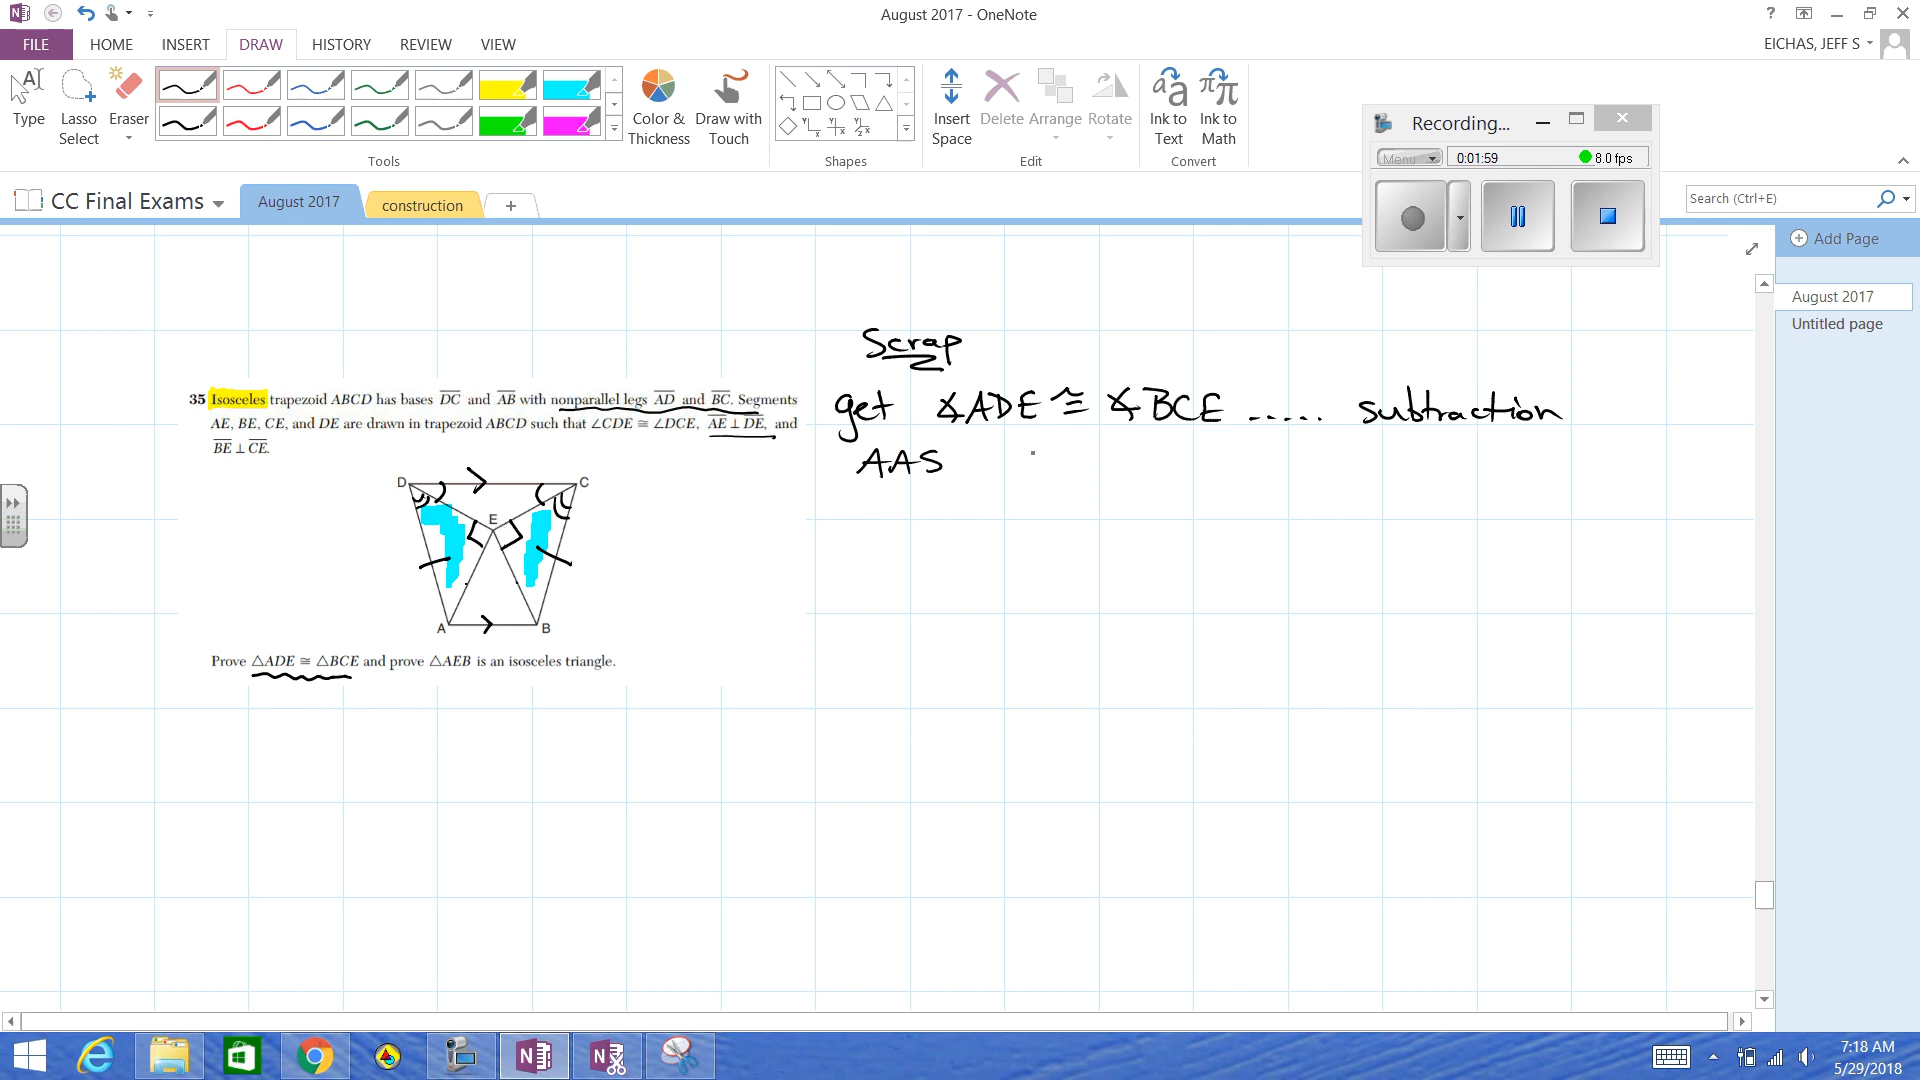 August 2017 - OneNote
FILE HOME INSERT DRAW HISTORY REVIEW VIEW
EICHAS, JEFF S
Type
Lasso Select
Eraser
Color & Thickness
Draw with Touch
Insert Space
Delete
Arrange
Rotate
Ink to Text
Ink to Math
Tools
Shapes
Edit
Convert
Recording...
Menu
0:01:59
8.0 fps
CC Final Exams
August 2017
construction
Search (Ctrl+E)
Add Page
August 2017
Untitled page
Scrap
get ∡ADE ≅ ∡BCE ..... subtraction
AAS
35 Isosceles trapezoid ABCD has bases DC and AB with nonparallel legs AD and BC. Segments
AE, BE, CE, and DE are drawn in trapezoid ABCD such that ∠CDE ≅ ∠DCE, AE ⊥ DE, and
BE ⊥ CE.
D
C
E
A
B
Prove △ADE ≅ △BCE and prove △AEB is an isosceles triangle.
7:18 AM
5/29/2018